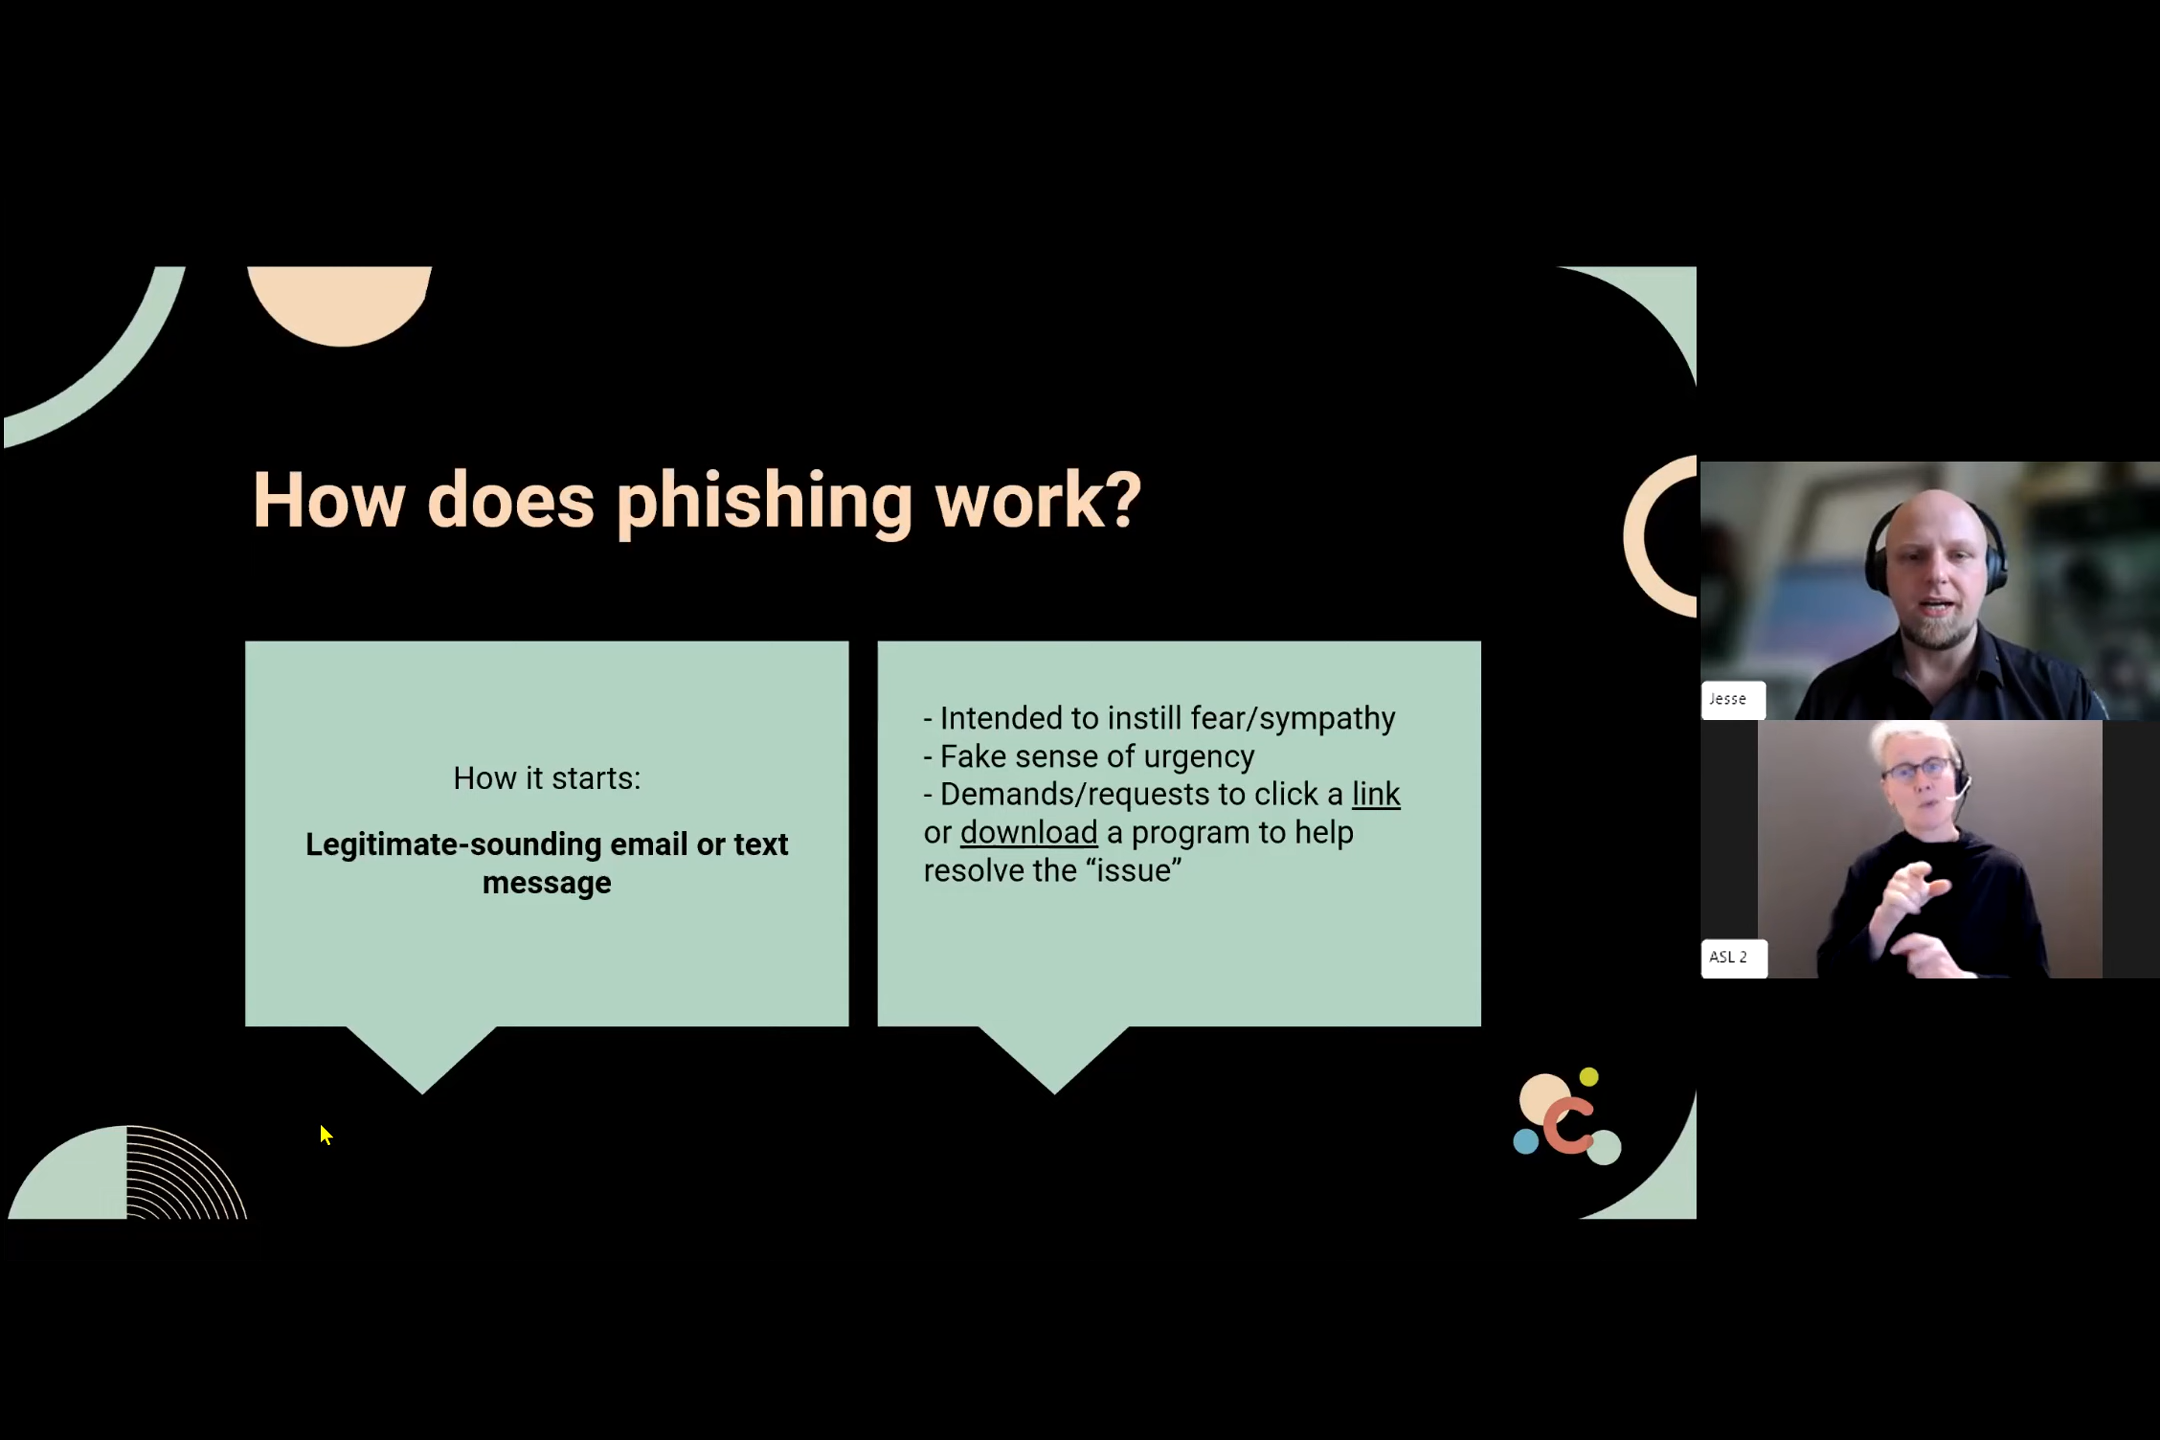 How does phishing work?
How it starts:
Legitimate-sounding email or text
message
- Intended to instill fear/sympathy
- Fake sense of urgency
- Demands/requests to click a link
or download a program to help
resolve the “issue”
Jesse
ASL 2